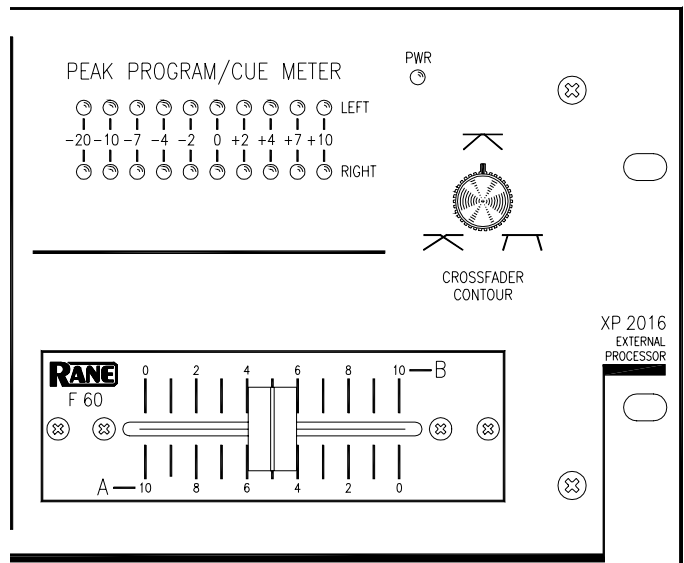 PWR
PEAK PROGRAM/CUE METER
LEFT
-20 -10 -7 -4 -2 0 +2 +4 +7 +10
RIGHT
CROSSFADER
CONTOUR
XP 2016
EXTERNAL
PROCESSOR
RANE
F 60
0 2 4 6 8 10 B
A 10 8 6 4 2 0